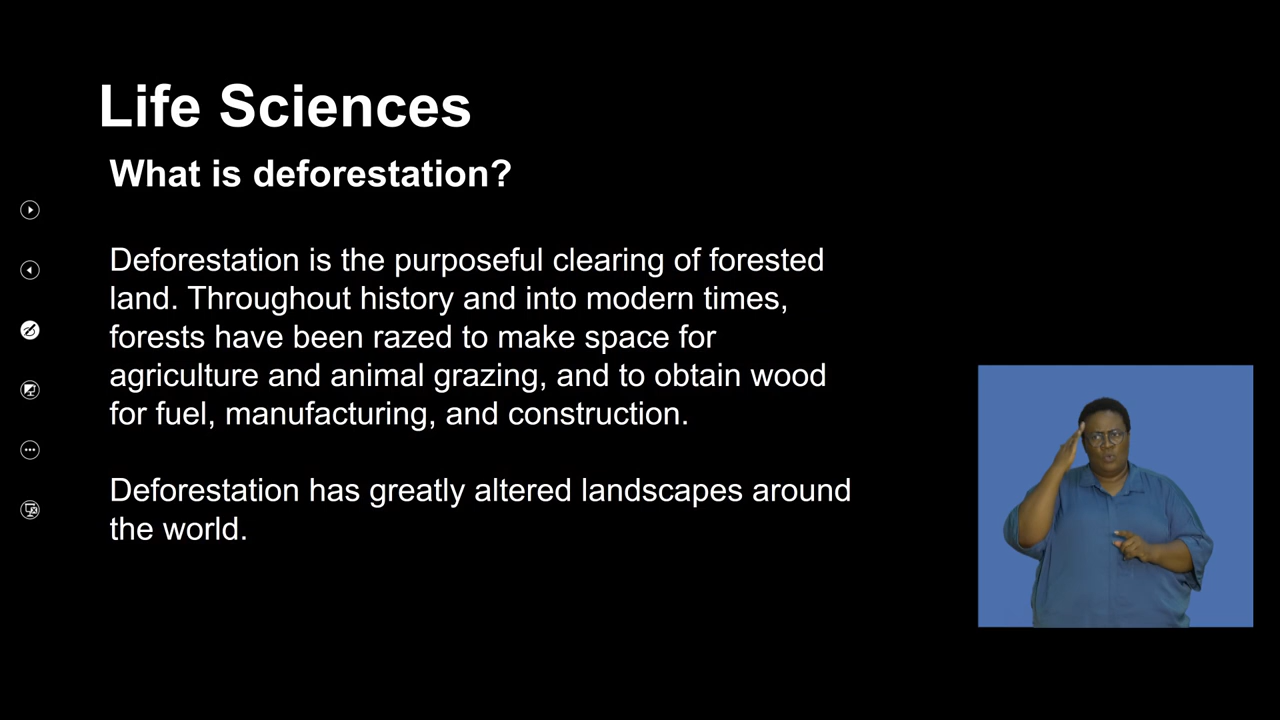 Life Sciences
What is deforestation?
Deforestation is the purposeful clearing of forested
land. Throughout history and into modern times,
forests have been razed to make space for
agriculture and animal grazing, and to obtain wood
for fuel, manufacturing, and construction.
Deforestation has greatly altered landscapes around
the world.